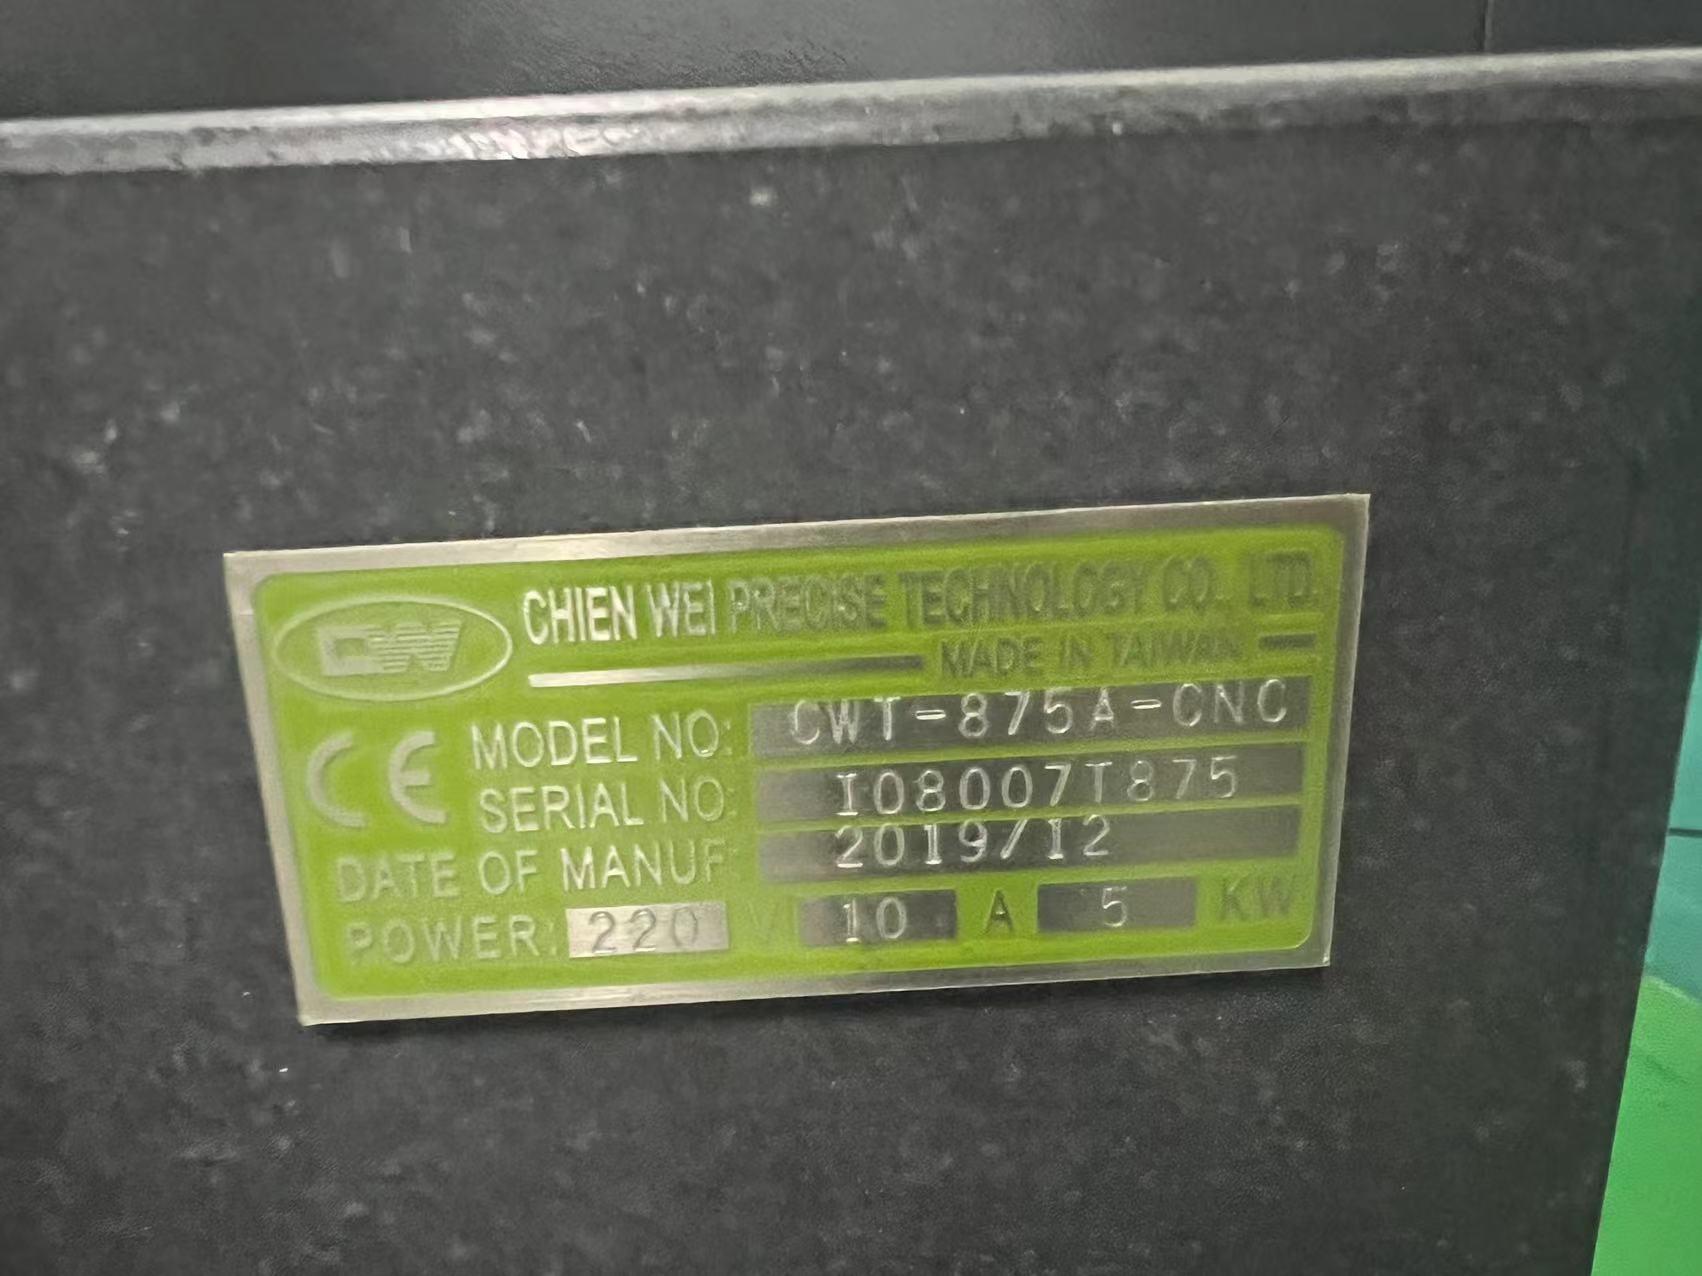 CW CHIEN WEI PRECISE TECHNOLOGY CO., LTD.
MADE IN TAIWAN
CE MODEL NO: CWT-875A-CNC
SERIAL NO: I08007T875
DATE OF MANUF 2019/12
POWER: 220 V 10 A 5 KW